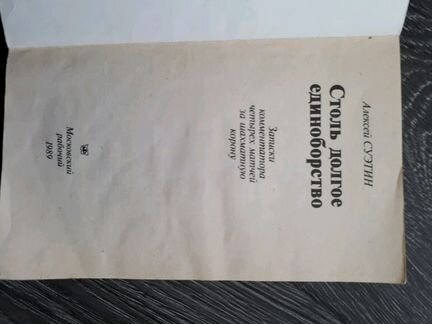 Алексей СУЭТИН
Столь долгое
единоборство
Записки
комментатора
четырех матчей
за шахматную
корону
Московский
рабочий
1989